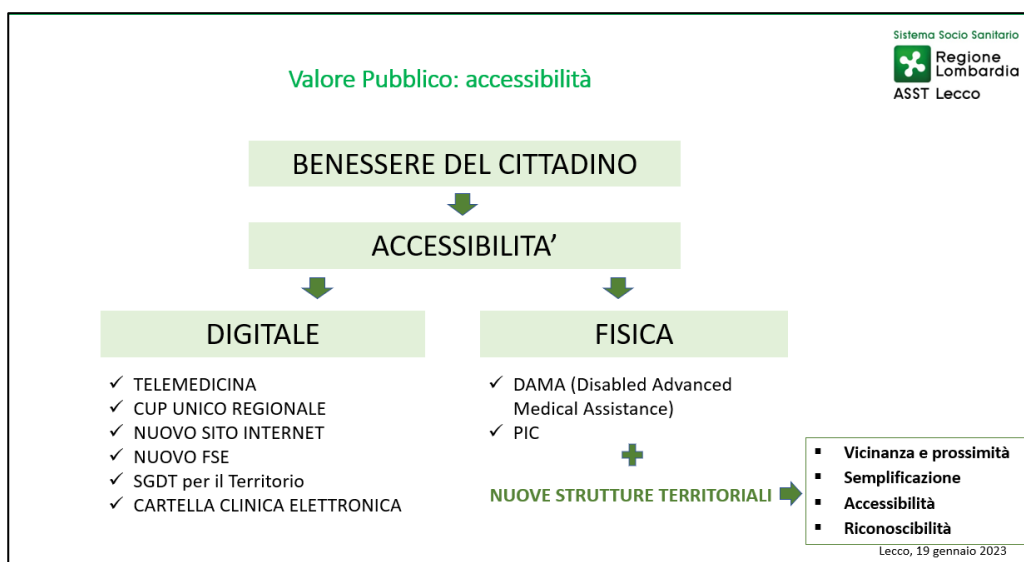 Sistema Socio Sanitario
Regione
Lombardia
ASST Lecco
Valore Pubblico: accessibilità
BENESSERE DEL CITTADINO
ACCESSIBILITA’
DIGITALE
✓ TELEMEDICINA
✓ CUP UNICO REGIONALE
✓ NUOVO SITO INTERNET
✓ NUOVO FSE
✓ SGDT per il Territorio
✓ CARTELLA CLINICA ELETTRONICA
FISICA
✓ DAMA (Disabled Advanced
Medical Assistance)
✓ PIC
NUOVE STRUTTURE TERRITORIALI
▪ Vicinanza e prossimità
▪ Semplificazione
▪ Accessibilità
▪ Riconoscibilità
Lecco, 19 gennaio 2023